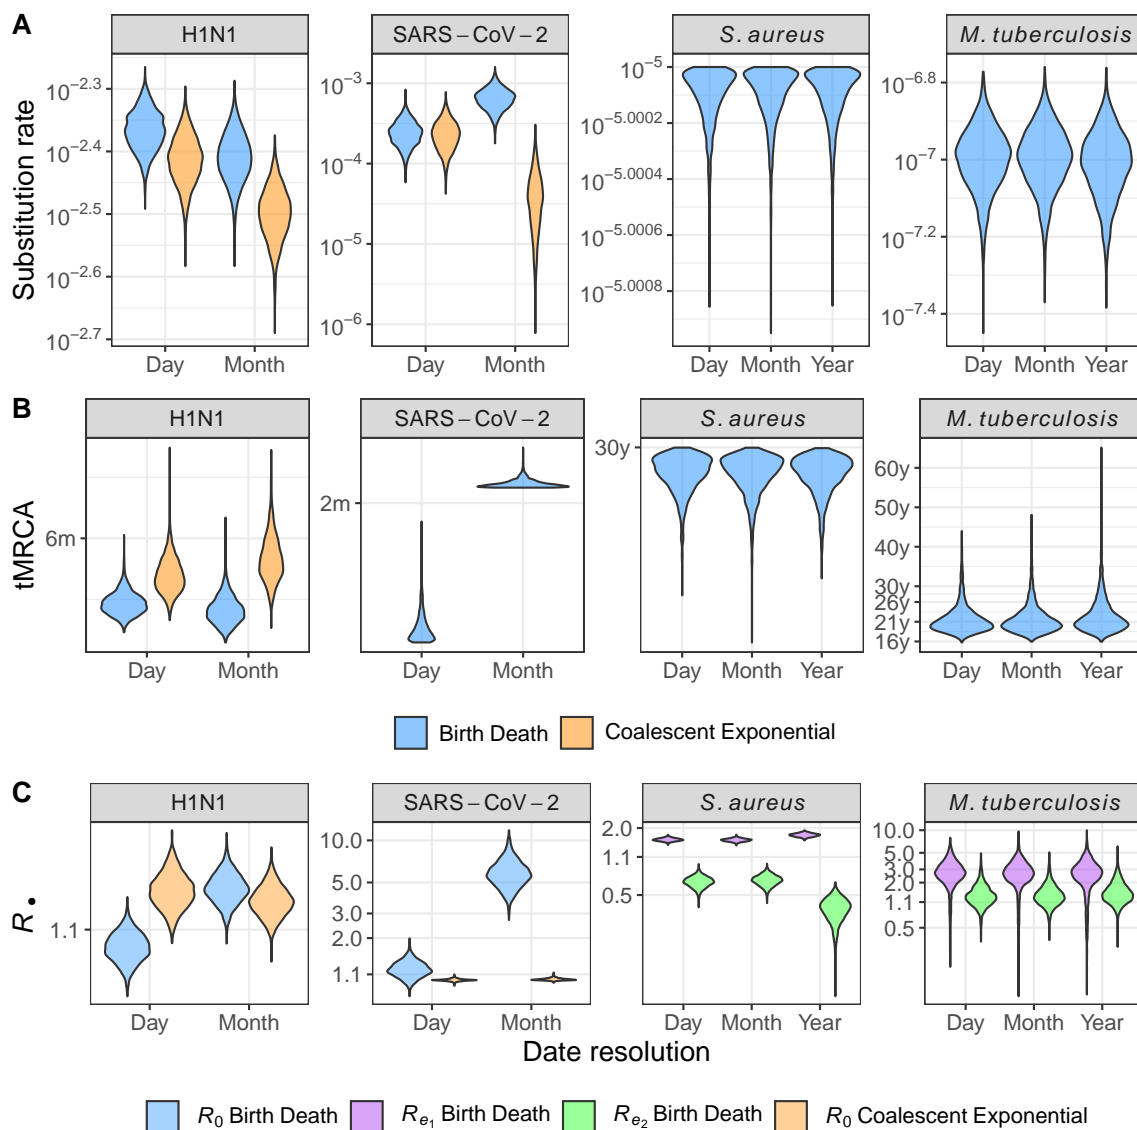 A
H1N1
SARS−CoV−2
S. aureus
M. tuberculosis
Substitution rate
10^−2.3
10^−2.4
10^−2.5
10^−2.6
10^−2.7
10^−3
10^−4
10^−5
10^−6
10^−5
10^−5.0002
10^−5.0004
10^−5.0006
10^−5.0008
10^−6.8
10^−7
10^−7.2
10^−7.4
Day Month
Day Month
Day Month Year
Day Month Year
B
H1N1
SARS−CoV−2
S. aureus
M. tuberculosis
tMRCA
6m
2m
30y
60y
50y
40y
30y
26y
21y
16y
Day Month
Day Month
Day Month Year
Day Month Year
Birth Death Coalescent Exponential
C
H1N1
SARS−CoV−2
S. aureus
M. tuberculosis
R•
1.1
10.0
5.0
3.0
2.0
1.1
2.0
1.1
0.5
10.0
5.0
3.0
2.0
1.1
0.5
Day Month
Day Month
Day Month Year
Day Month Year
Date resolution
R0 Birth Death Re1 Birth Death Re2 Birth Death R0 Coalescent Exponential